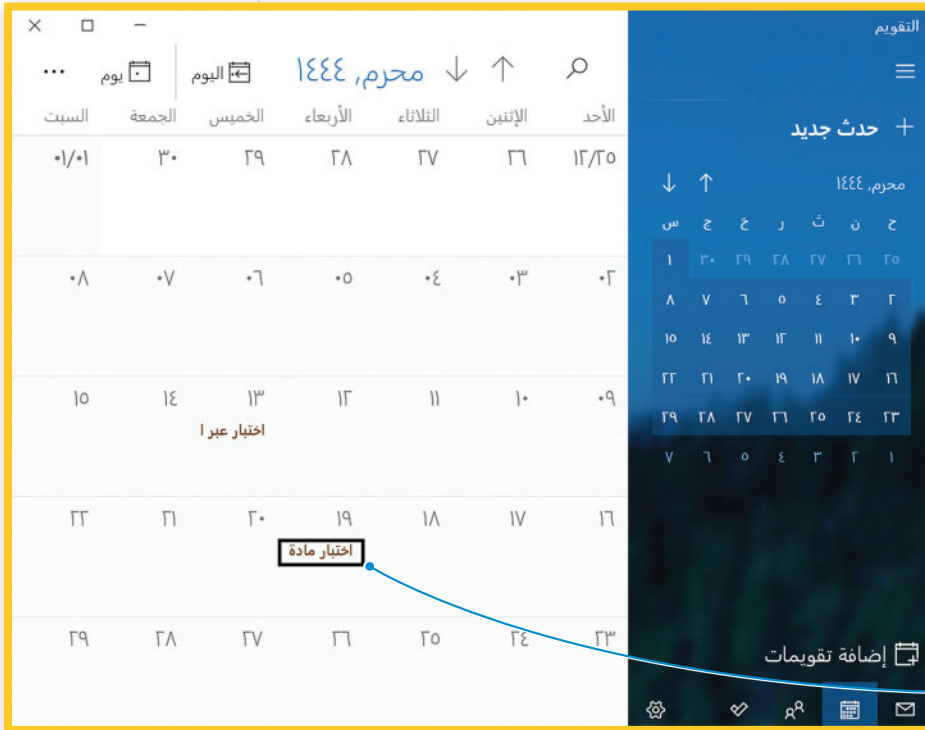 التقويم
+ حدث جديد
محرم, ١٤٤٤
ح ن ث ر خ ج س
٢٥ ٢٦ ٢٧ ٢٨ ٢٩ ٣٠ ١
٢ ٣ ٤ ٥ ٦ ٧ ٨
٩ ١٠ ١١ ١٢ ١٣ ١٤ ١٥
١٦ ١٧ ١٨ ١٩ ٢٠ ٢١ ٢٢
٢٣ ٢٤ ٢٥ ٢٦ ٢٧ ٢٨ ٢٩
١ ٢ ٣ ٤ ٥ ٦ ٧
إضافة تقويمات
محرم, ١٤٤٤ اليوم يوم ...
الأحد الإثنين الثلاثاء الأربعاء الخميس الجمعة السبت
١٢/٢٥ ٢٦ ٢٧ ٢٨ ٢٩ ٣٠ ٠١/٠١
٠٢ ٠٣ ٠٤ ٠٥ ٠٦ ٠٧ ٠٨
٠٩ ١٠ ١١ ١٢ ١٣ ١٤ ١٥
اختبار عبر ا
١٦ ١٧ ١٨ ١٩ ٢٠ ٢١ ٢٢
اختبار مادة
٢٣ ٢٤ ٢٥ ٢٦ ٢٧ ٢٨ ٢٩